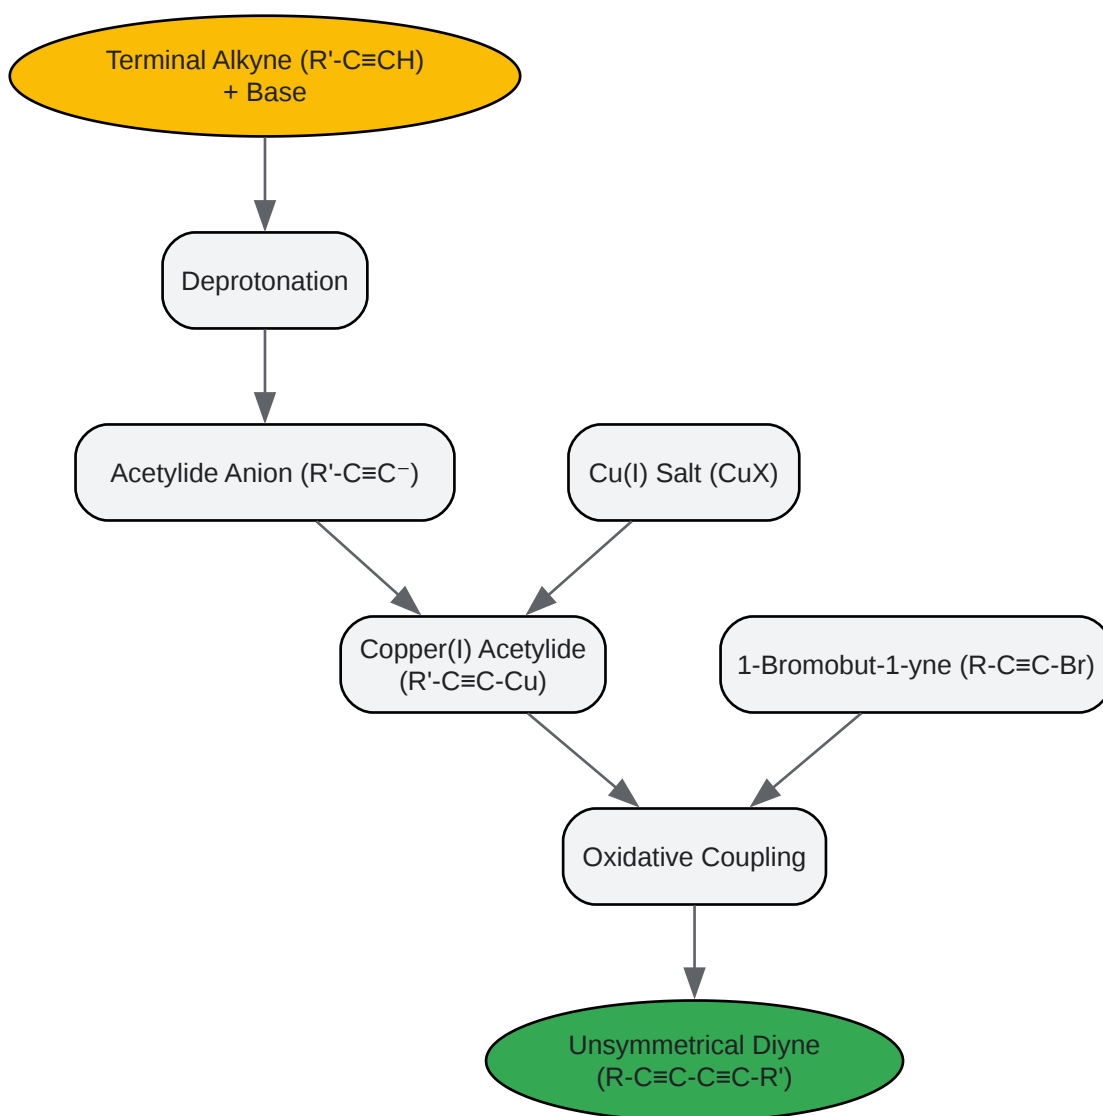 Terminal Alkyne (R'-C≡CH)
+ Base
Deprotonation
Acetylide Anion (R'-C≡C⁻)
Cu(I) Salt (CuX)
Copper(I) Acetylide
(R'-C≡C-Cu)
1-Bromobut-1-yne (R-C≡C-Br)
Oxidative Coupling
Unsymmetrical Diyne
(R-C≡C-C≡C-R')